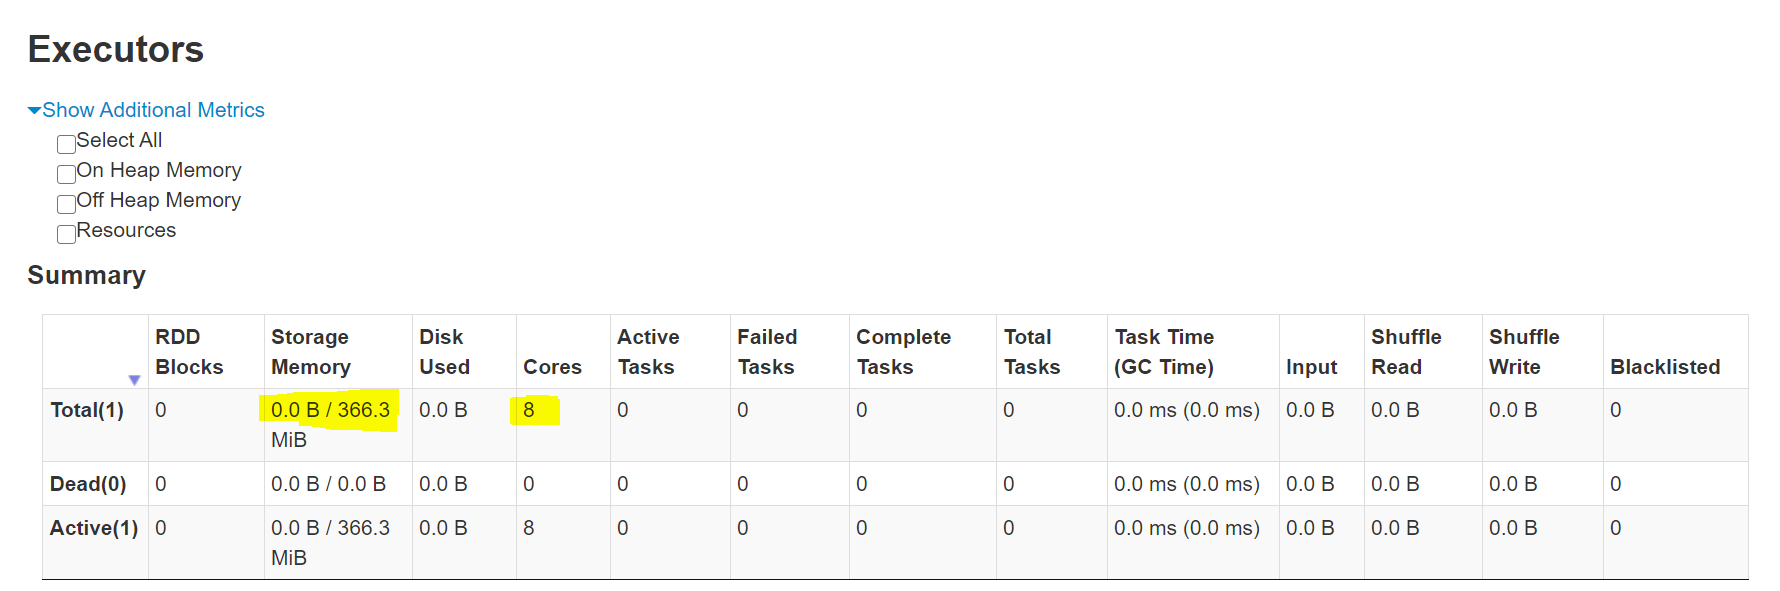 Executors
Show Additional Metrics
Select All
On Heap Memory
Off Heap Memory
Resources
Summary
RDD Blocks Storage Memory Disk Used Cores Active Tasks Failed Tasks Complete Tasks Total Tasks Task Time (GC Time) Input Shuffle Read Shuffle Write Blacklisted
Total(1) 0 0.0 B / 366.3 MiB 0.0 B 8 0 0 0 0 0.0 ms (0.0 ms) 0.0 B 0.0 B 0.0 B 0
Dead(0) 0 0.0 B / 0.0 B 0.0 B 0 0 0 0 0 0.0 ms (0.0 ms) 0.0 B 0.0 B 0.0 B 0
Active(1) 0 0.0 B / 366.3 MiB 0.0 B 8 0 0 0 0 0.0 ms (0.0 ms) 0.0 B 0.0 B 0.0 B 0